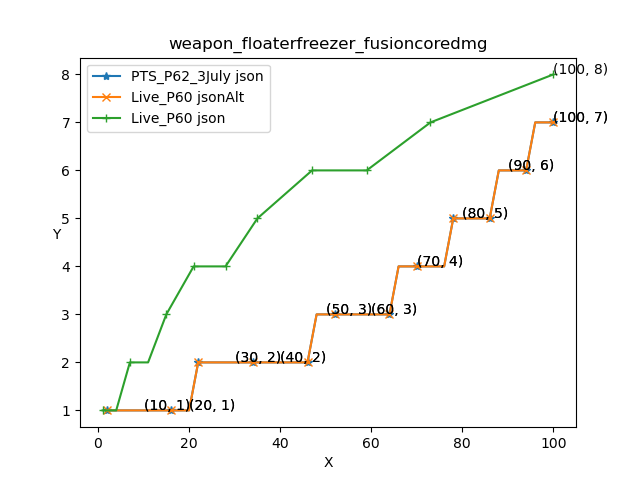 weapon_floaterfreezer_fusioncoredmg
PTS_P62_3July json
Live_P60 jsonAlt
Live_P60 json
(100, 8)
8
(100, 7)
7
(90, 6)
6
(80, 5)
5
Y
(70, 4)
4
(50, 3)(60, 3)
3
(30, 2)(40, 2)
2
(10, 1)(20, 1)
1
0 20 40 60 80 100
X